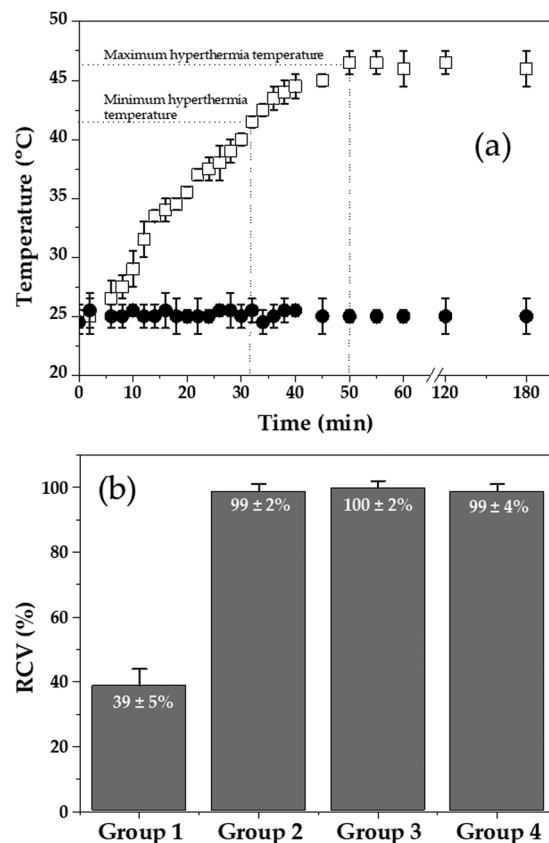 50
45
40
35
30
25
20
Temperature (°C)
Maximum hyperthermia temperature
Minimum hyperthermia
temperature
(a)
0 10 20 30 40 50 60 120 180
Time (min)
(b)
100
80
60
40
20
0
RCV (%)
39 ± 5%
99 ± 2%
100 ± 2%
99 ± 4%
Group 1 Group 2 Group 3 Group 4